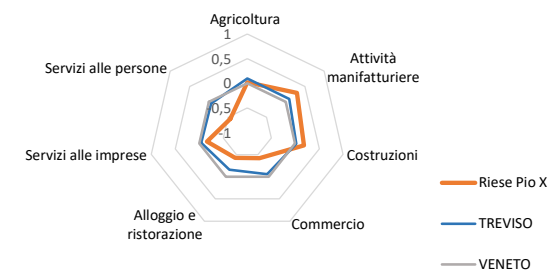 Agricoltura
1
0,5
0
-0,5
-1
Attività
manifatturiere
Costruzioni
Commercio
Alloggio e
ristorazione
Servizi alle imprese
Servizi alle persone
Riese Pio X
TREVISO
VENETO